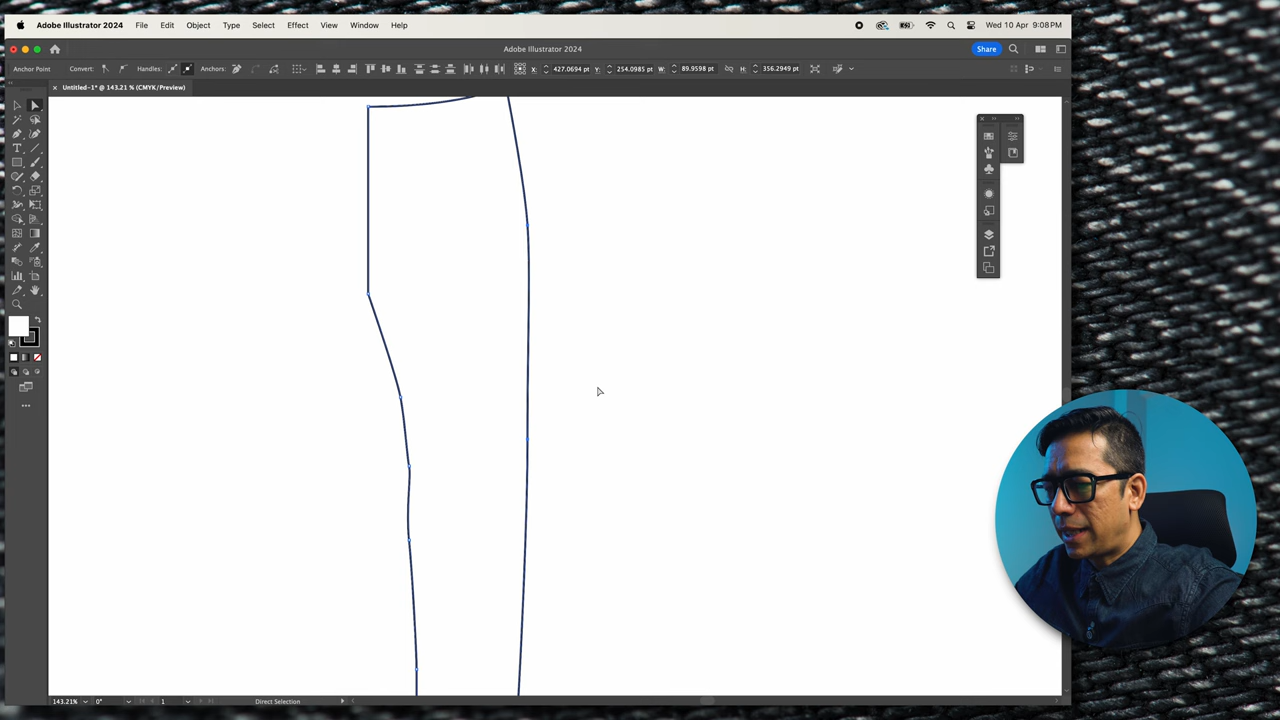 Adobe Illustrator 2024 File Edit Object Type Select Effect View Window Help Wed 10 Apr 9:08PM
Adobe Illustrator 2024 Share
Anchor Point Convert: Handles: Anchors: X: 427.0694 pt Y: 254.0985 pt W: 89.9598 pt H: 356.2949 pt
Untitled-1* @ 143.21 % (CMYK/Preview)
143.21% 0° 1 Direct Selection